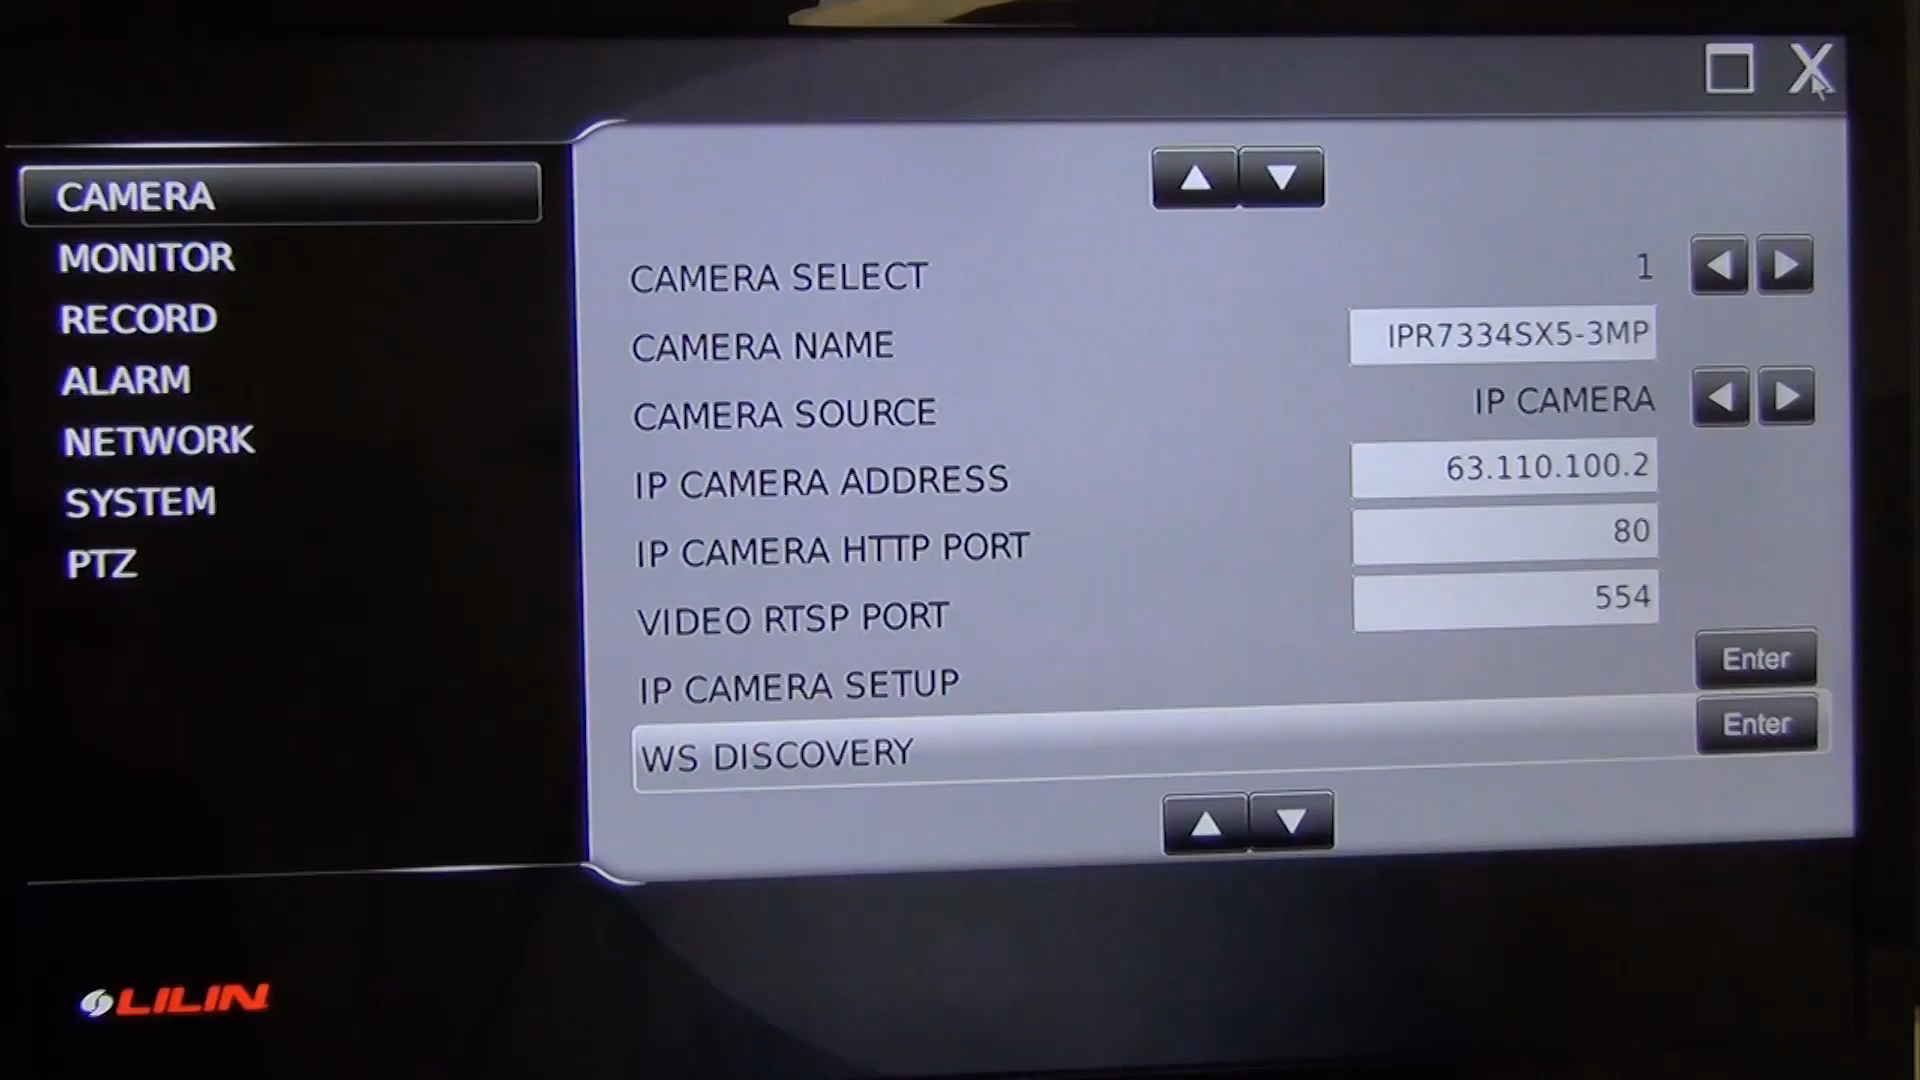 X
CAMERA
MONITOR
RECORD
ALARM
NETWORK
SYSTEM
PTZ
CAMERA SELECT 1
CAMERA NAME IPR7334SX5-3MP
CAMERA SOURCE IP CAMERA
IP CAMERA ADDRESS 63.110.100.2
IP CAMERA HTTP PORT 80
VIDEO RTSP PORT 554
IP CAMERA SETUP Enter
WS DISCOVERY Enter
LILIN